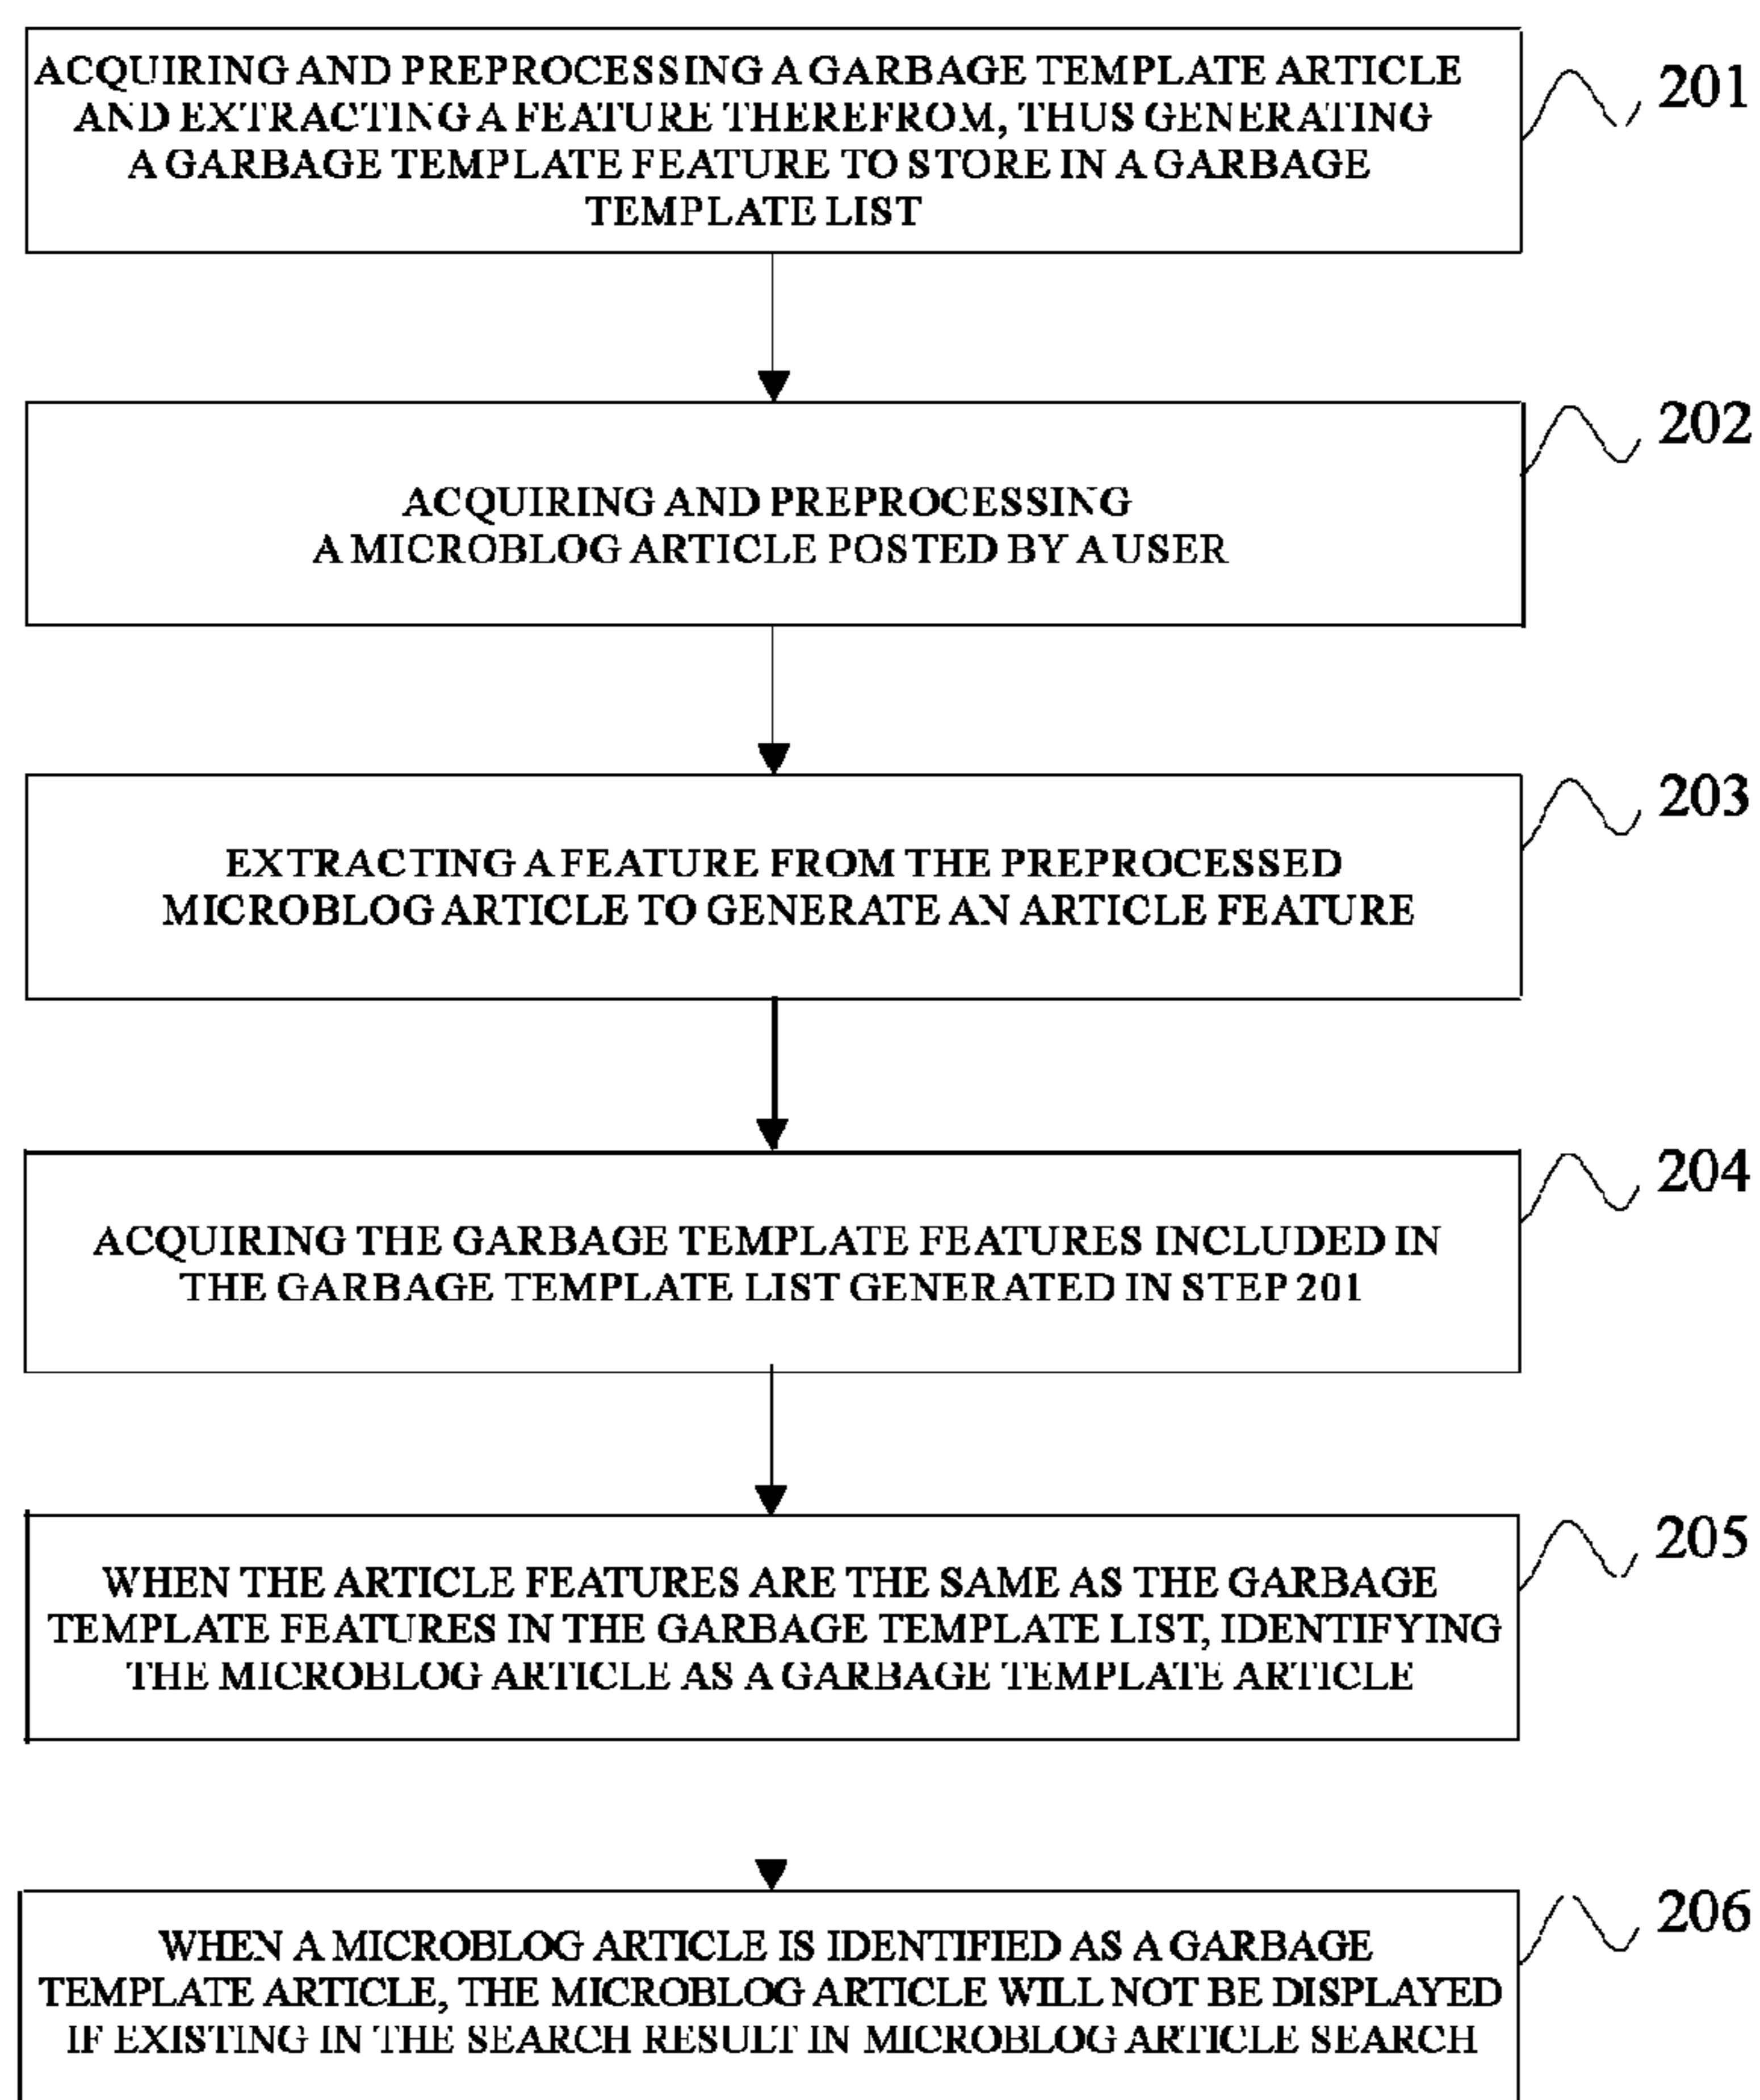 ACQUIRING AND PREPROCESSING A GARBAGE TEMPLATE ARTICLE
AND EXTRACTING A FEATURE THEREFROM, THUS GENERATING
A GARBAGE TEMPLATE FEATURE TO STORE IN A GARBAGE
TEMPLATE LIST
201
202
ACQUIRING AND PREPROCESSING
A MICROBLOG ARTICLE POSTED BY A USER
203
EXTRACTING A FEATURE FROM THE PREPROCESSED
MICROBLOG ARTICLE TO GENERATE AN ARTICLE FEATURE
204
ACQUIRING THE GARBAGE TEMPLATE FEATURES INCLUDED IN
THE GARBAGE TEMPLATE LIST GENERATED IN STEP 201
205
WHEN THE ARTICLE FEATURES ARE THE SAME AS THE GARBAGE
TEMPLATE FEATURES IN THE GARBAGE TEMPLATE LIST, IDENTIFYING
THE MICROBLOG ARTICLE AS A GARBAGE TEMPLATE ARTICLE
206
WHEN A MICROBLOG ARTICLE IS IDENTIFIED AS A GARBAGE
TEMPLATE ARTICLE, THE MICROBLOG ARTICLE WILL NOT BE DISPLAYED
IF EXISTING IN THE SEARCH RESULT IN MICROBLOG ARTICLE SEARCH